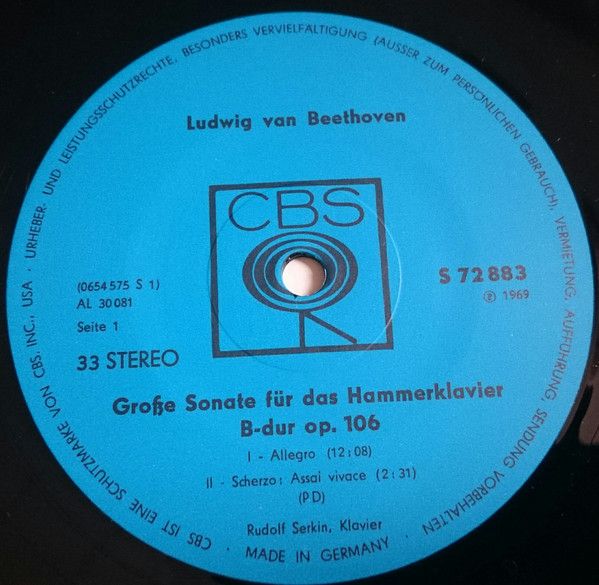 URHEBER- UND LEISTUNGSSCHUTZRECHTE, BESONDERS VERVIELFÄLTIGUNG (AUSSER ZUM PERSÖNLICHEN GEBRAUCH), VERMIETUNG, AUFFÜHRUNG, SENDUNG VORBEHALTEN
Ludwig van Beethoven
CBS
(0654 575 S 1)
AL 30 081
Seite 1
33 STEREO
S 72 883
Ⓟ 1969
Große Sonate für das Hammerklavier
B-dur op. 106
I - Allegro (12:08)
II - Scherzo: Assai vivace (2:31)
(PD)
Rudolf Serkin, Klavier
· MADE IN GERMANY ·
CBS IST EINE SCHUTZMARKE VON CBS. INC., USA ·